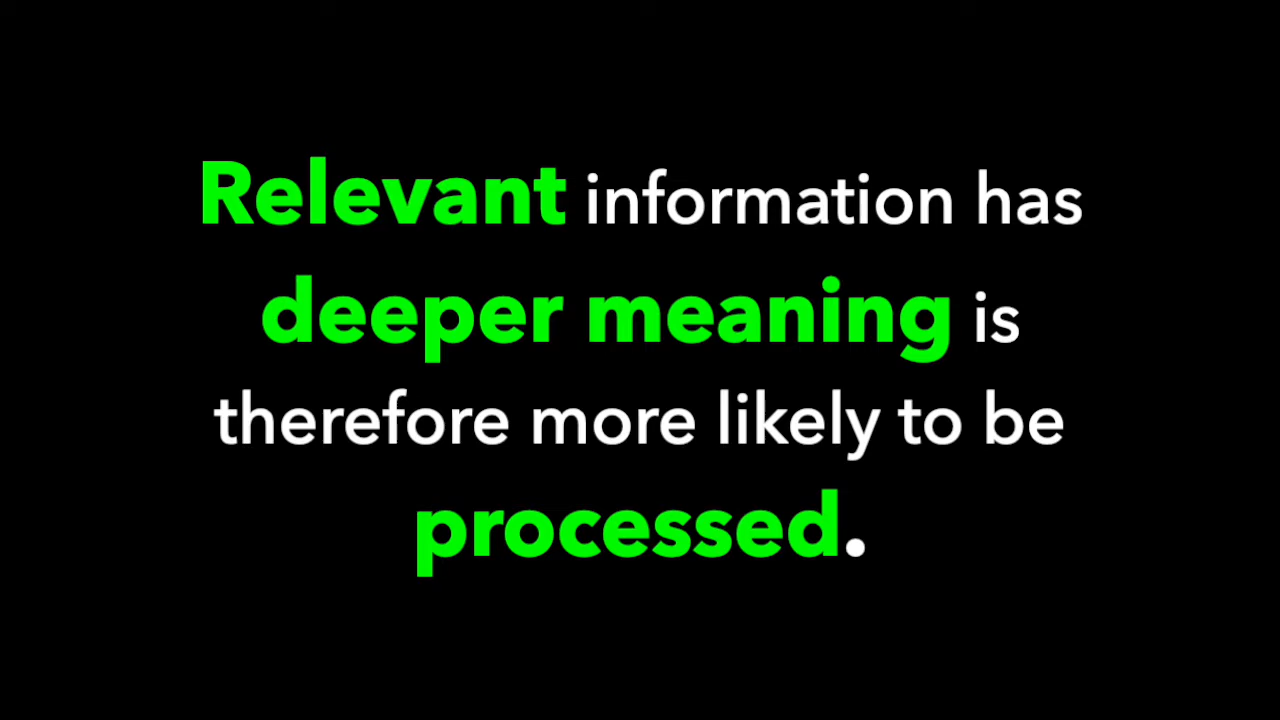 Relevant information has
deeper meaning is
therefore more likely to be
processed.